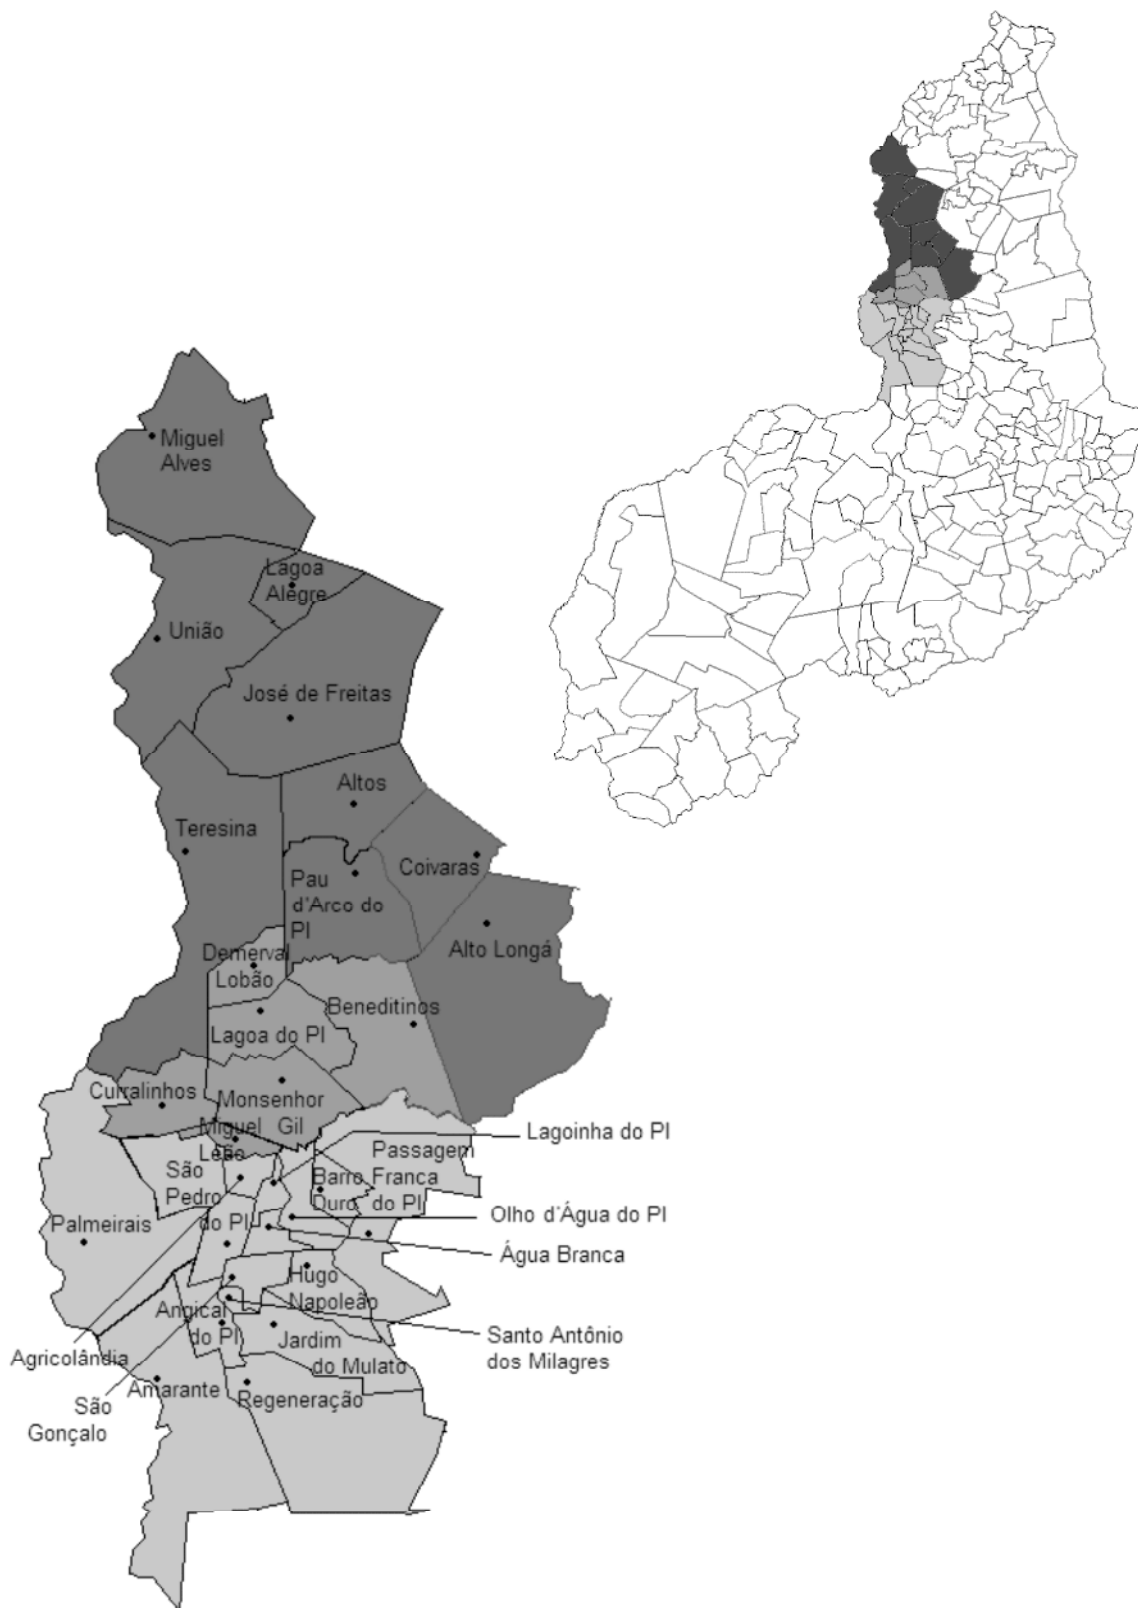 Miguel
Alves
Lagoa
Alegre
União
José de Freitas
Altos
Teresina
Coivaras
Pau
d'Arco do
PI
Alto Longá
Demerval
Lobão
Beneditinos
Lagoa do PI
Curralinhos
Monsenhor
Gil
Miguel
Leão
Lagoinha do PI
Passagem
Franca
do PI
São
Pedro
do PI
Barro
Duro
Olho d'Água do PI
Palmeirais
Água Branca
Hugo
Napoleão
Angical
do PI
Santo Antônio
dos Milagres
Jardim
do Mulato
Agricolândia
Amarante
Regeneração
São
Gonçalo